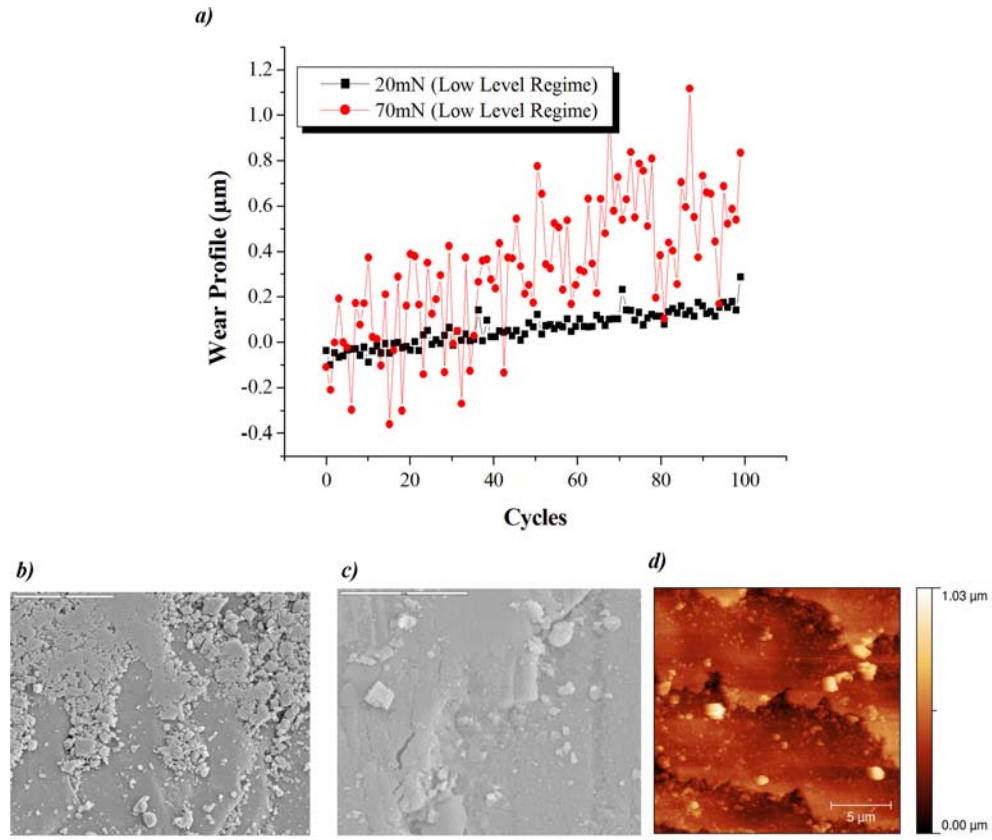 a)
1.2
1.0
0.8
0.6
0.4
0.2
0.0
-0.2
-0.4
Wear Profile (μm)
20mN (Low Level Regime)
70mN (Low Level Regime)
0 20 40 60 80 100
Cycles
b) c) d)
1.03 µm
5 µm
0.00 µm